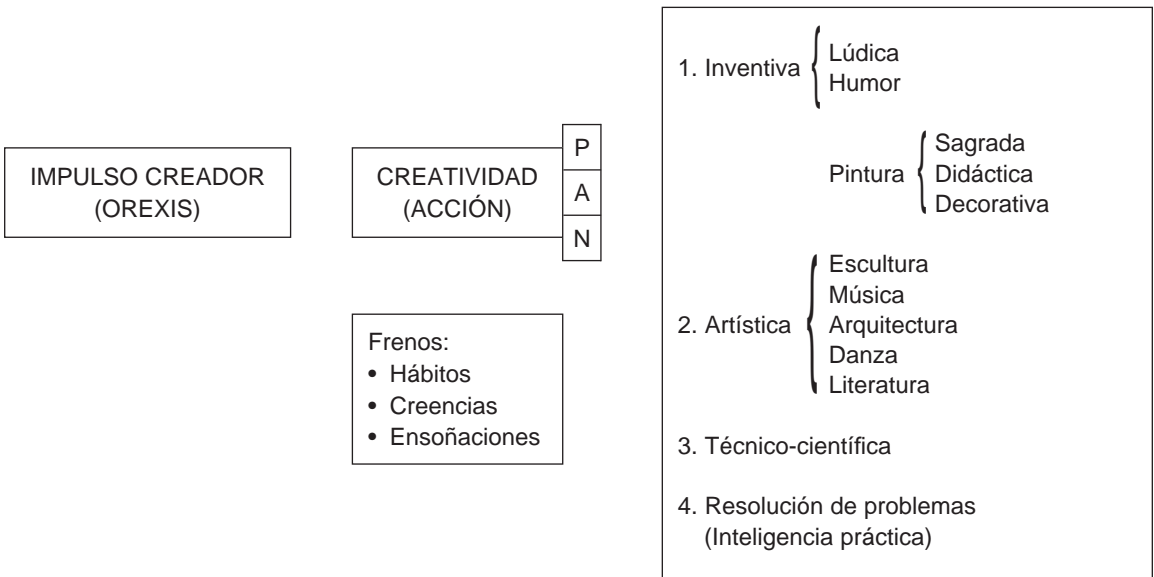 IMPULSO CREADOR
(OREXIS)
CREATIVIDAD
(ACCIÓN)
P
A
N
Frenos:
• Hábitos
• Creencias
• Ensoñaciones
1. Inventiva
Lúdica
Humor
Pintura
Sagrada
Didáctica
Decorativa
2. Artística
Escultura
Música
Arquitectura
Danza
Literatura
3. Técnico-científica
4. Resolución de problemas
(Inteligencia práctica)